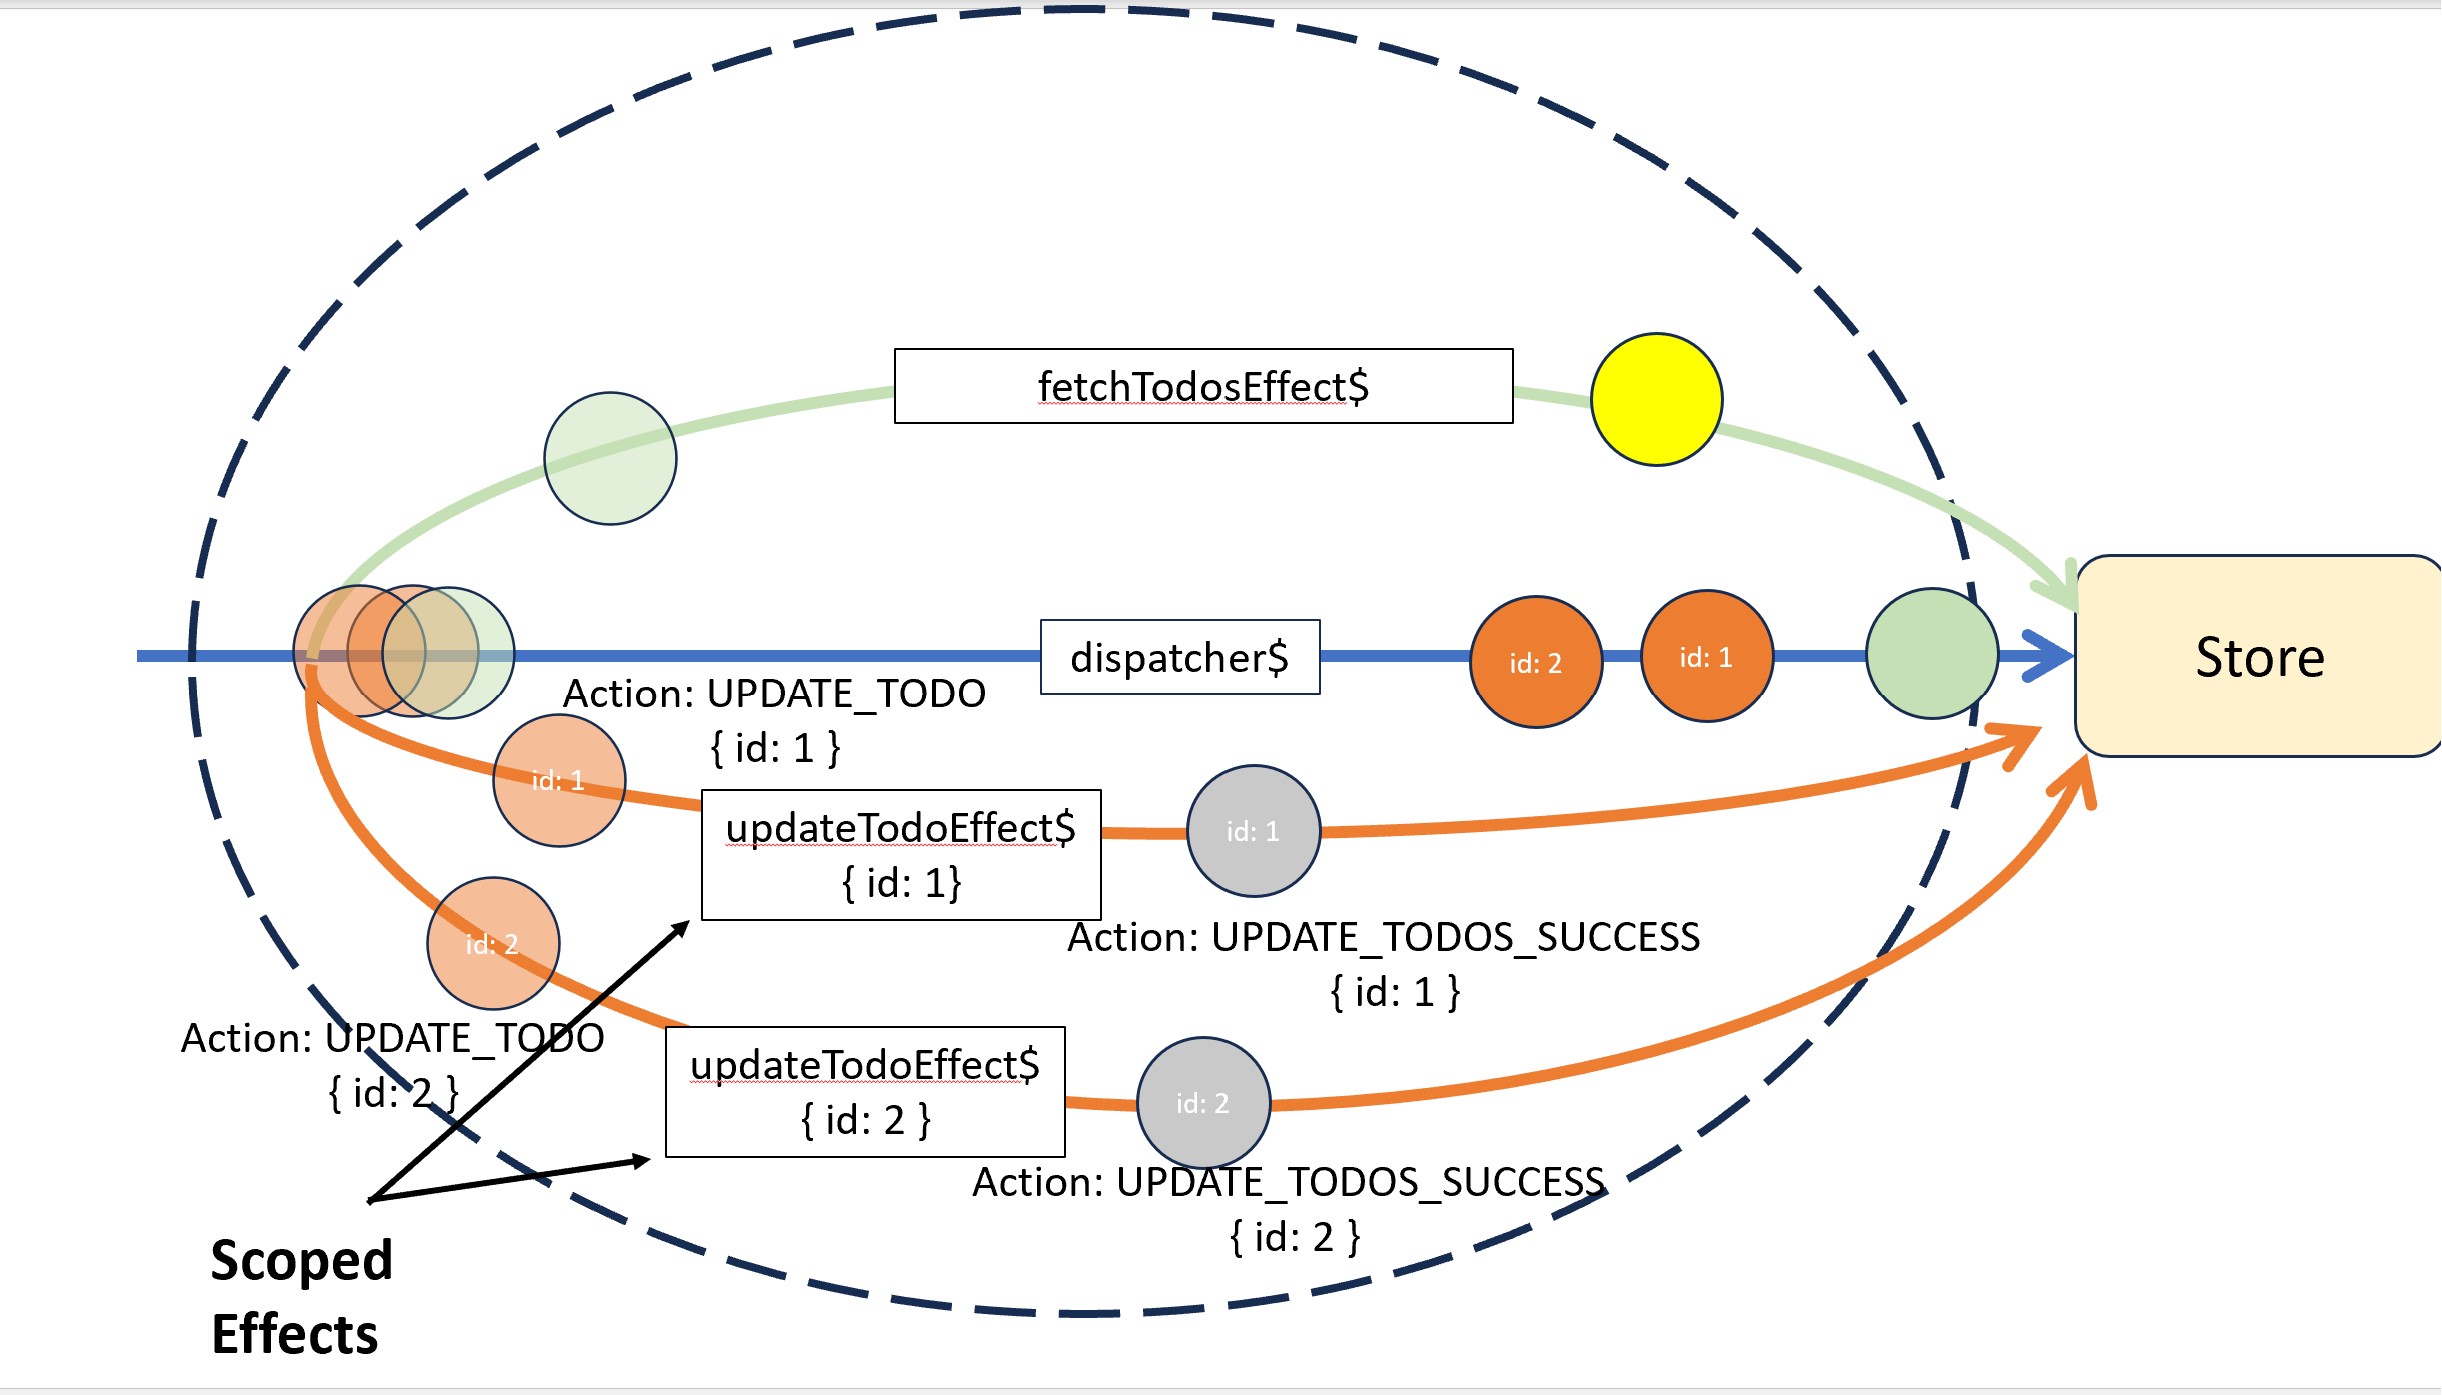 fetchTodosEffect$
dispatcher$
id: 2
id: 1
Store
Action: UPDATE_TODO
{ id: 1 }
id: 1
updateTodoEffect$
{ id: 1}
id: 1
Action: UPDATE_TODOS_SUCCESS
{ id: 1 }
id: 2
Action: UPDATE_TODO
{ id: 2 }
updateTodoEffect$
{ id: 2 }
id: 2
Action: UPDATE_TODOS_SUCCESS
{ id: 2 }
Scoped
Effects